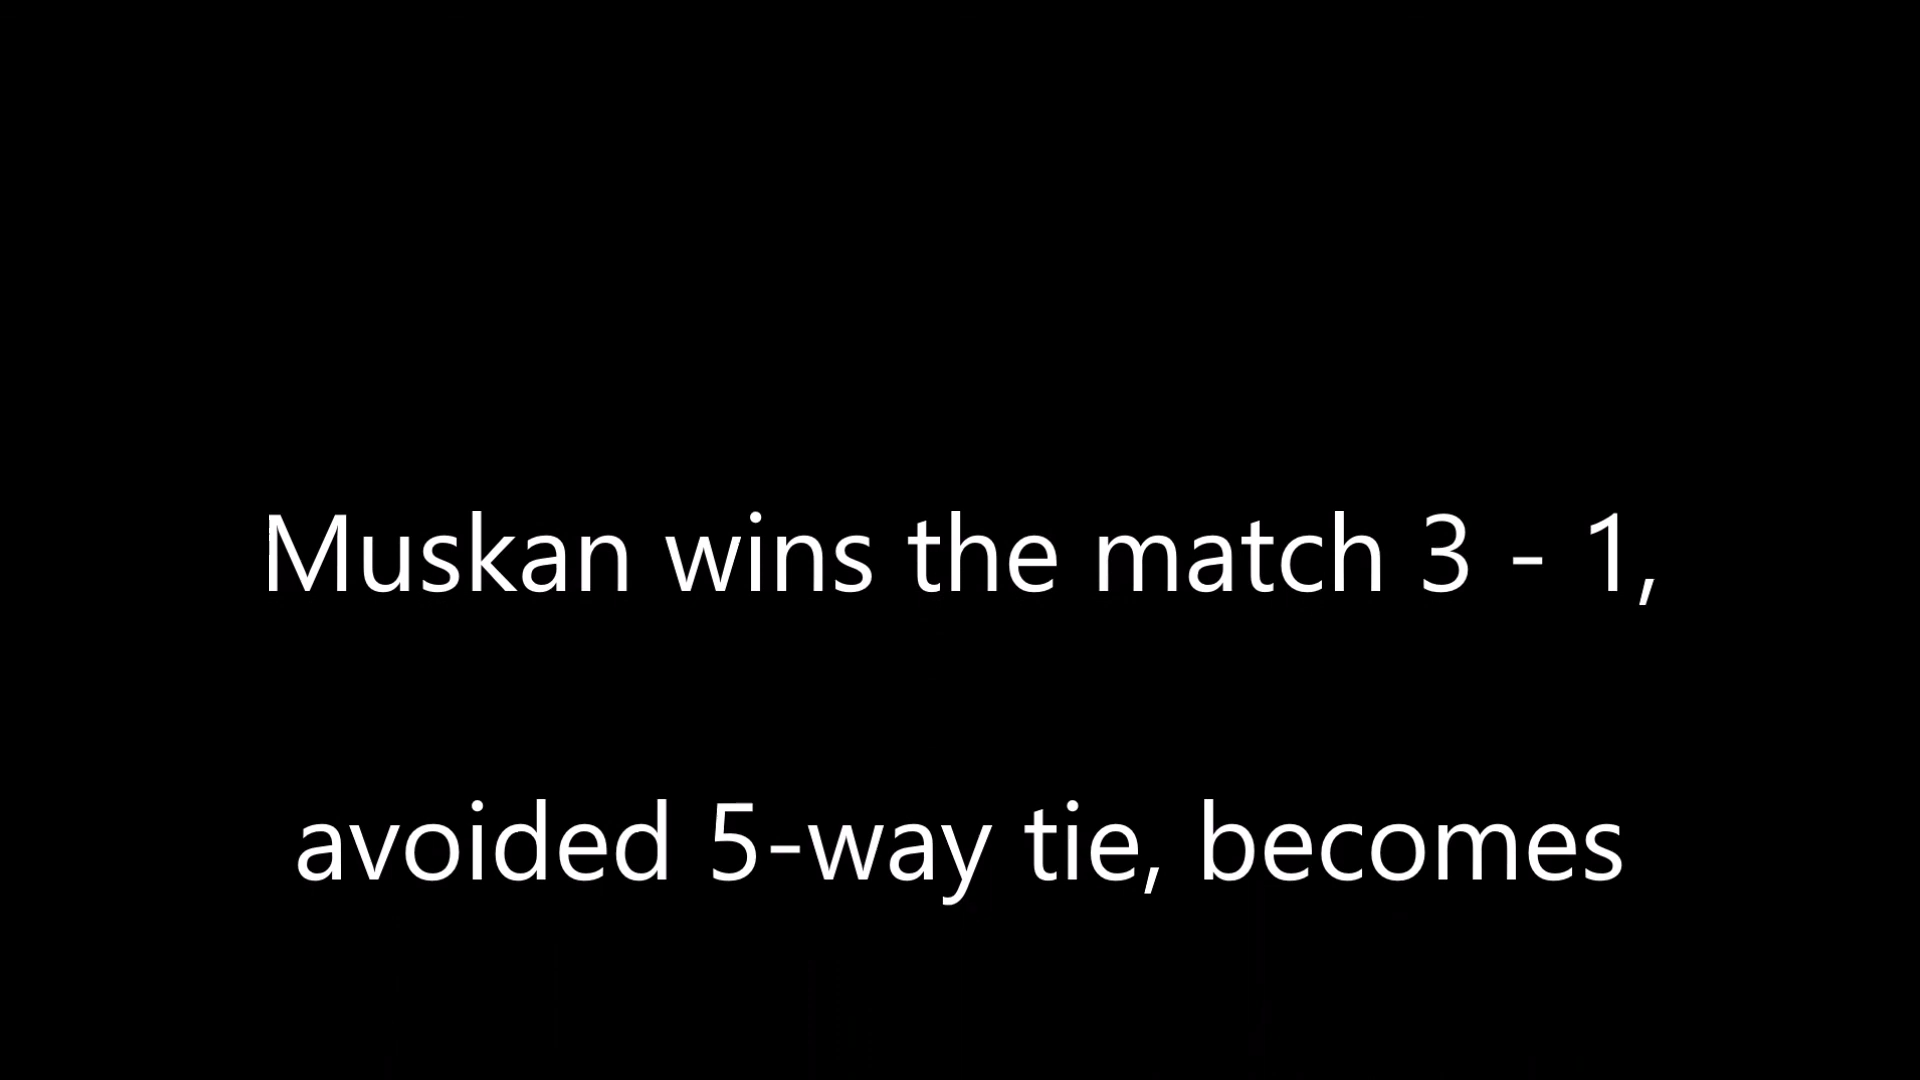 Muskan wins the match 3 - 1,
avoided 5-way tie, becomes